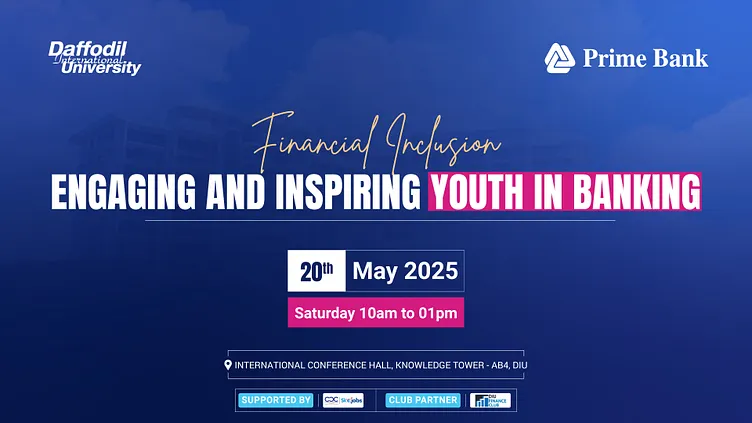 Daffodil
International
University
Prime Bank
Financial Inclusion
ENGAGING AND INSPIRING YOUTH IN BANKING
20th May 2025
Saturday 10am to 01pm
INTERNATIONAL CONFERENCE HALL, KNOWLEDGE TOWER - AB4, DIU
SUPPORTED BY CDC Skill.jobs CLUB PARTNER DIU FINANCE CLUB